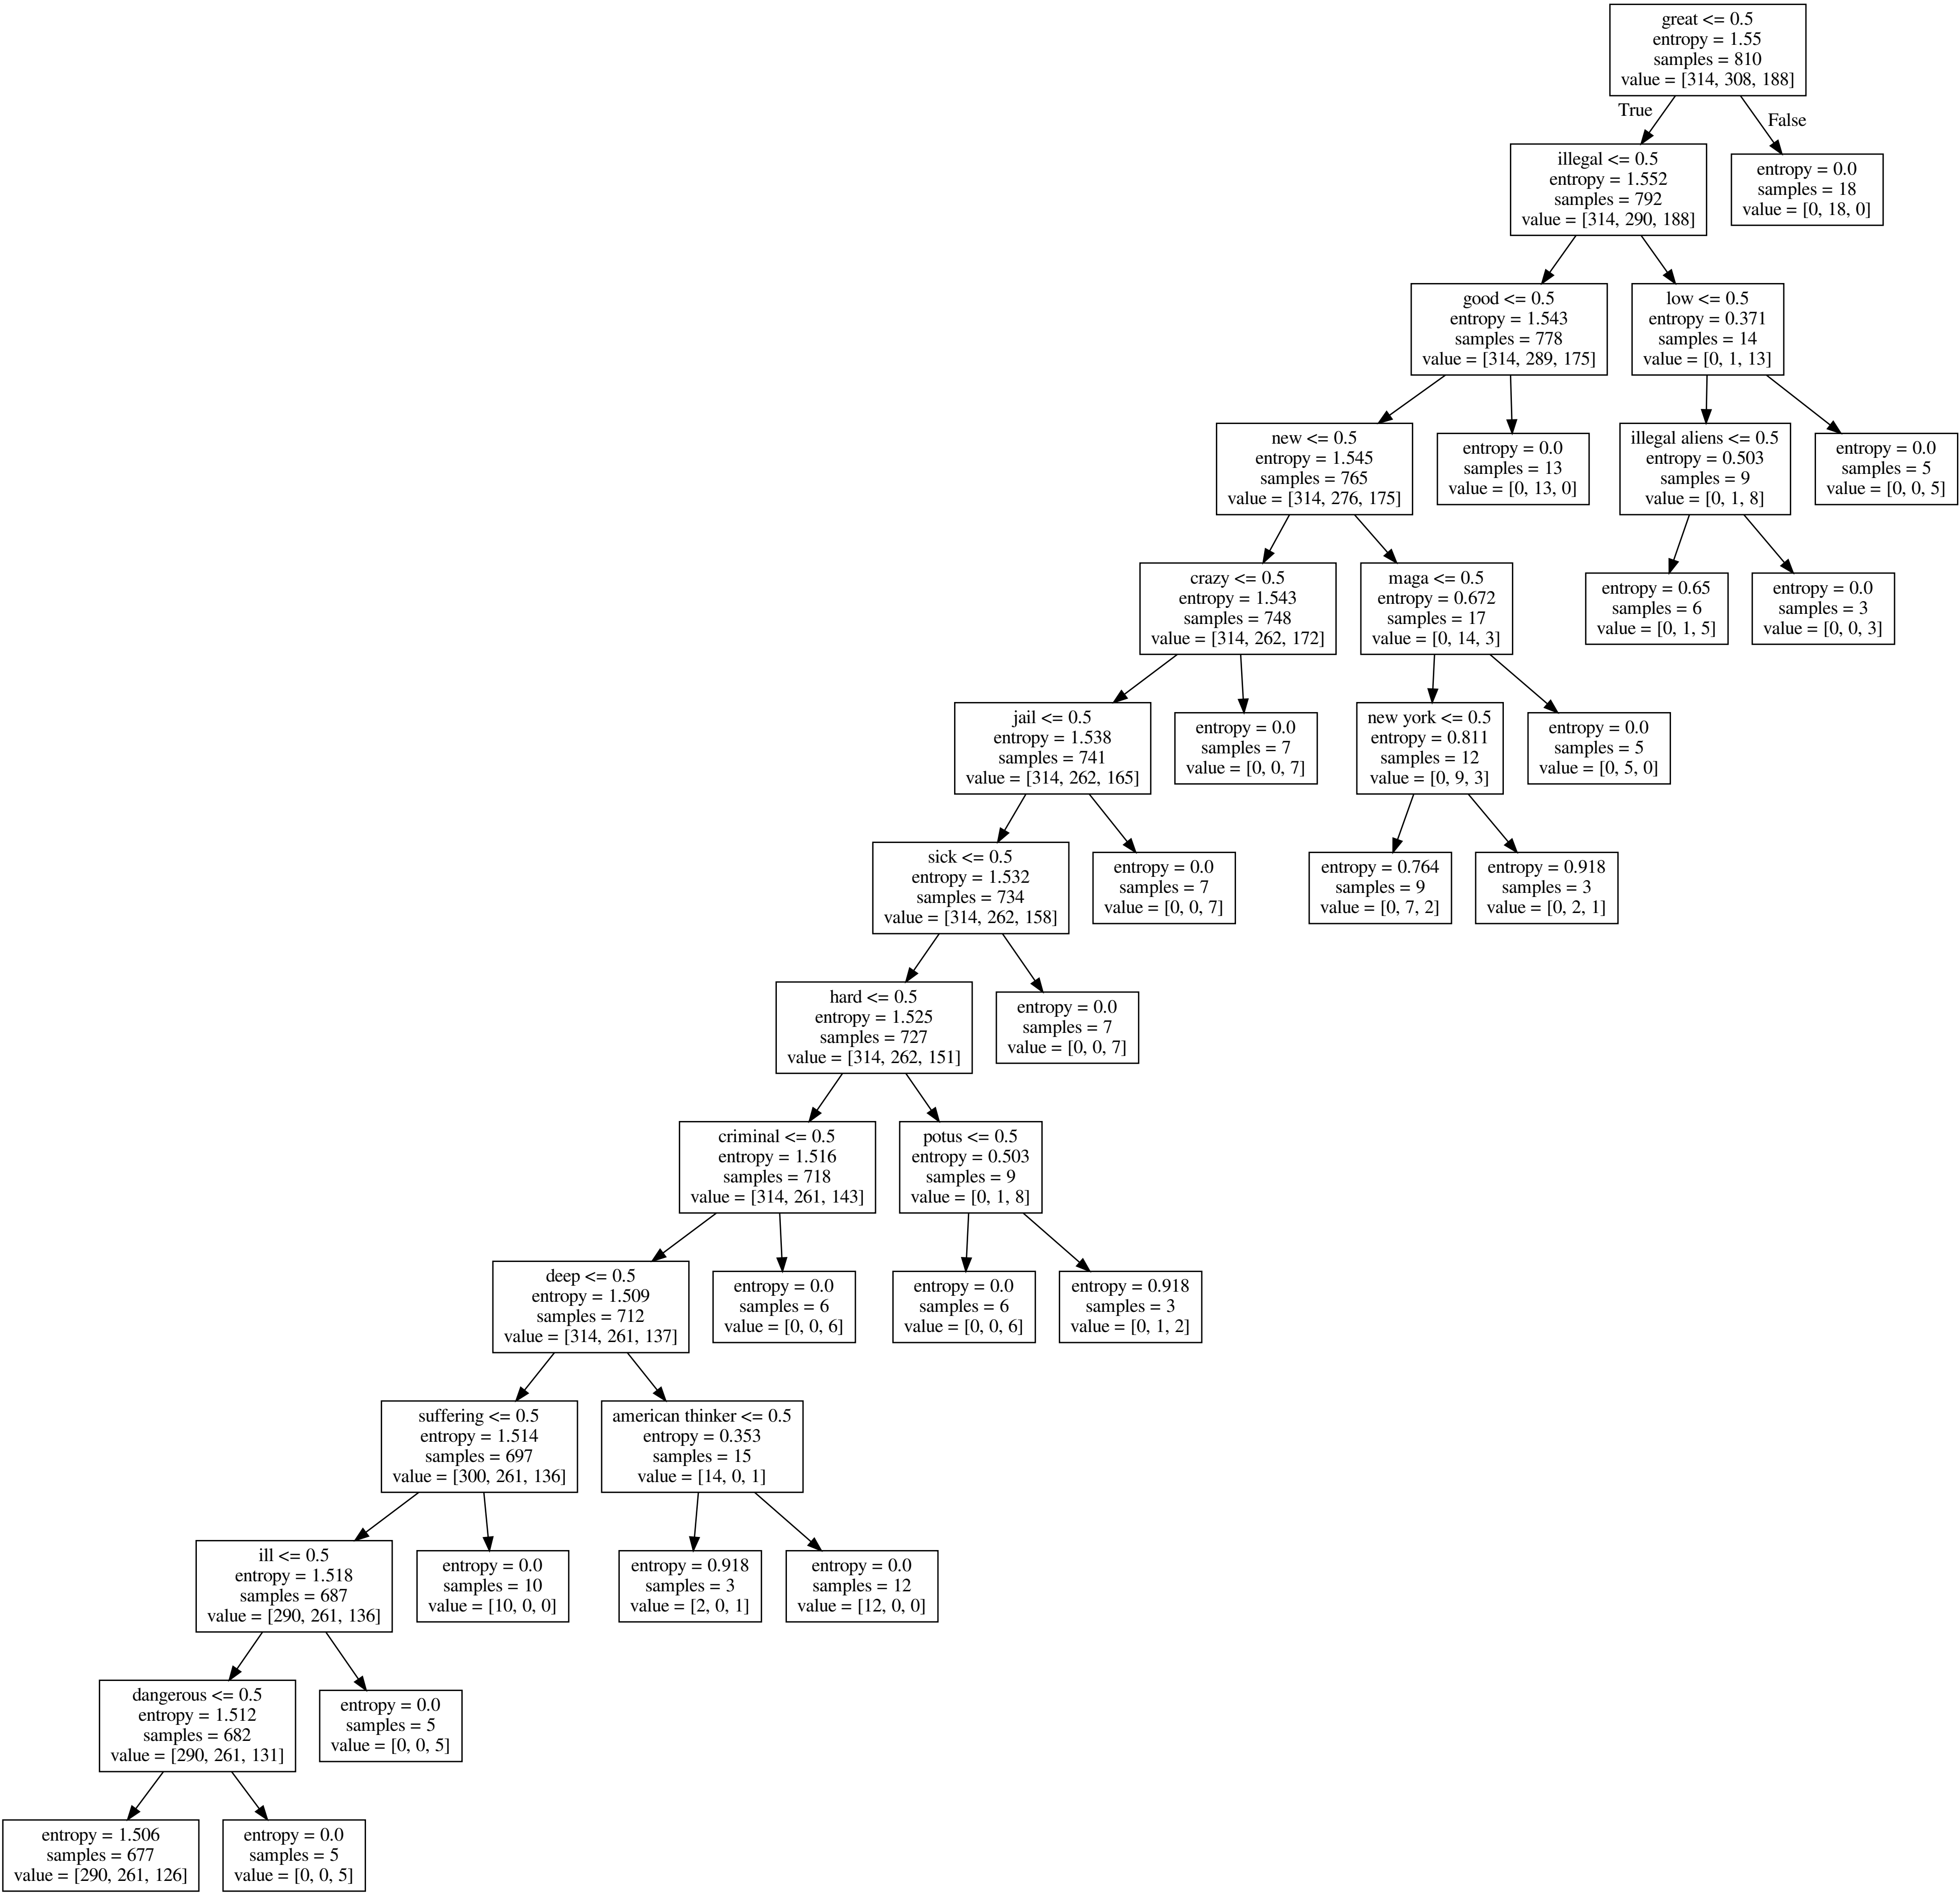 great <= 0.5
entropy = 1.55
samples = 810
value = [314, 308, 188]
True
False
illegal <= 0.5
entropy = 1.552
samples = 792
value = [314, 290, 188]
entropy = 0.0
samples = 18
value = [0, 18, 0]
good <= 0.5
entropy = 1.543
samples = 778
value = [314, 289, 175]
low <= 0.5
entropy = 0.371
samples = 14
value = [0, 1, 13]
new <= 0.5
entropy = 1.545
samples = 765
value = [314, 276, 175]
entropy = 0.0
samples = 13
value = [0, 13, 0]
illegal aliens <= 0.5
entropy = 0.503
samples = 9
value = [0, 1, 8]
entropy = 0.0
samples = 5
value = [0, 0, 5]
crazy <= 0.5
entropy = 1.543
samples = 748
value = [314, 262, 172]
maga <= 0.5
entropy = 0.672
samples = 17
value = [0, 14, 3]
entropy = 0.65
samples = 6
value = [0, 1, 5]
entropy = 0.0
samples = 3
value = [0, 0, 3]
jail <= 0.5
entropy = 1.538
samples = 741
value = [314, 262, 165]
entropy = 0.0
samples = 7
value = [0, 0, 7]
new york <= 0.5
entropy = 0.811
samples = 12
value = [0, 9, 3]
entropy = 0.0
samples = 5
value = [0, 5, 0]
sick <= 0.5
entropy = 1.532
samples = 734
value = [314, 262, 158]
entropy = 0.0
samples = 7
value = [0, 0, 7]
entropy = 0.764
samples = 9
value = [0, 7, 2]
entropy = 0.918
samples = 3
value = [0, 2, 1]
hard <= 0.5
entropy = 1.525
samples = 727
value = [314, 262, 151]
entropy = 0.0
samples = 7
value = [0, 0, 7]
criminal <= 0.5
entropy = 1.516
samples = 718
value = [314, 261, 143]
potus <= 0.5
entropy = 0.503
samples = 9
value = [0, 1, 8]
deep <= 0.5
entropy = 1.509
samples = 712
value = [314, 261, 137]
entropy = 0.0
samples = 6
value = [0, 0, 6]
entropy = 0.0
samples = 6
value = [0, 0, 6]
entropy = 0.918
samples = 3
value = [0, 1, 2]
suffering <= 0.5
entropy = 1.514
samples = 697
value = [300, 261, 136]
american thinker <= 0.5
entropy = 0.353
samples = 15
value = [14, 0, 1]
ill <= 0.5
entropy = 1.518
samples = 687
value = [290, 261, 136]
entropy = 0.0
samples = 10
value = [10, 0, 0]
entropy = 0.918
samples = 3
value = [2, 0, 1]
entropy = 0.0
samples = 12
value = [12, 0, 0]
dangerous <= 0.5
entropy = 1.512
samples = 682
value = [290, 261, 131]
entropy = 0.0
samples = 5
value = [0, 0, 5]
entropy = 1.506
samples = 677
value = [290, 261, 126]
entropy = 0.0
samples = 5
value = [0, 0, 5]